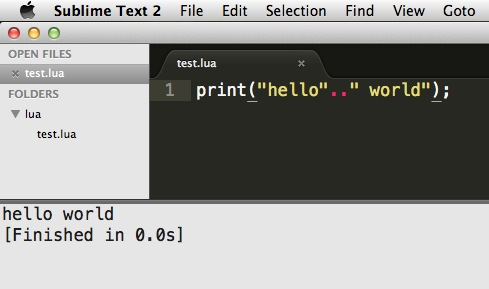 Sublime Text 2 File Edit Selection Find View Goto
OPEN FILES
test.lua
FOLDERS
lua
test.lua
test.lua
1 print("hello".." world");
hello world
[Finished in 0.0s]